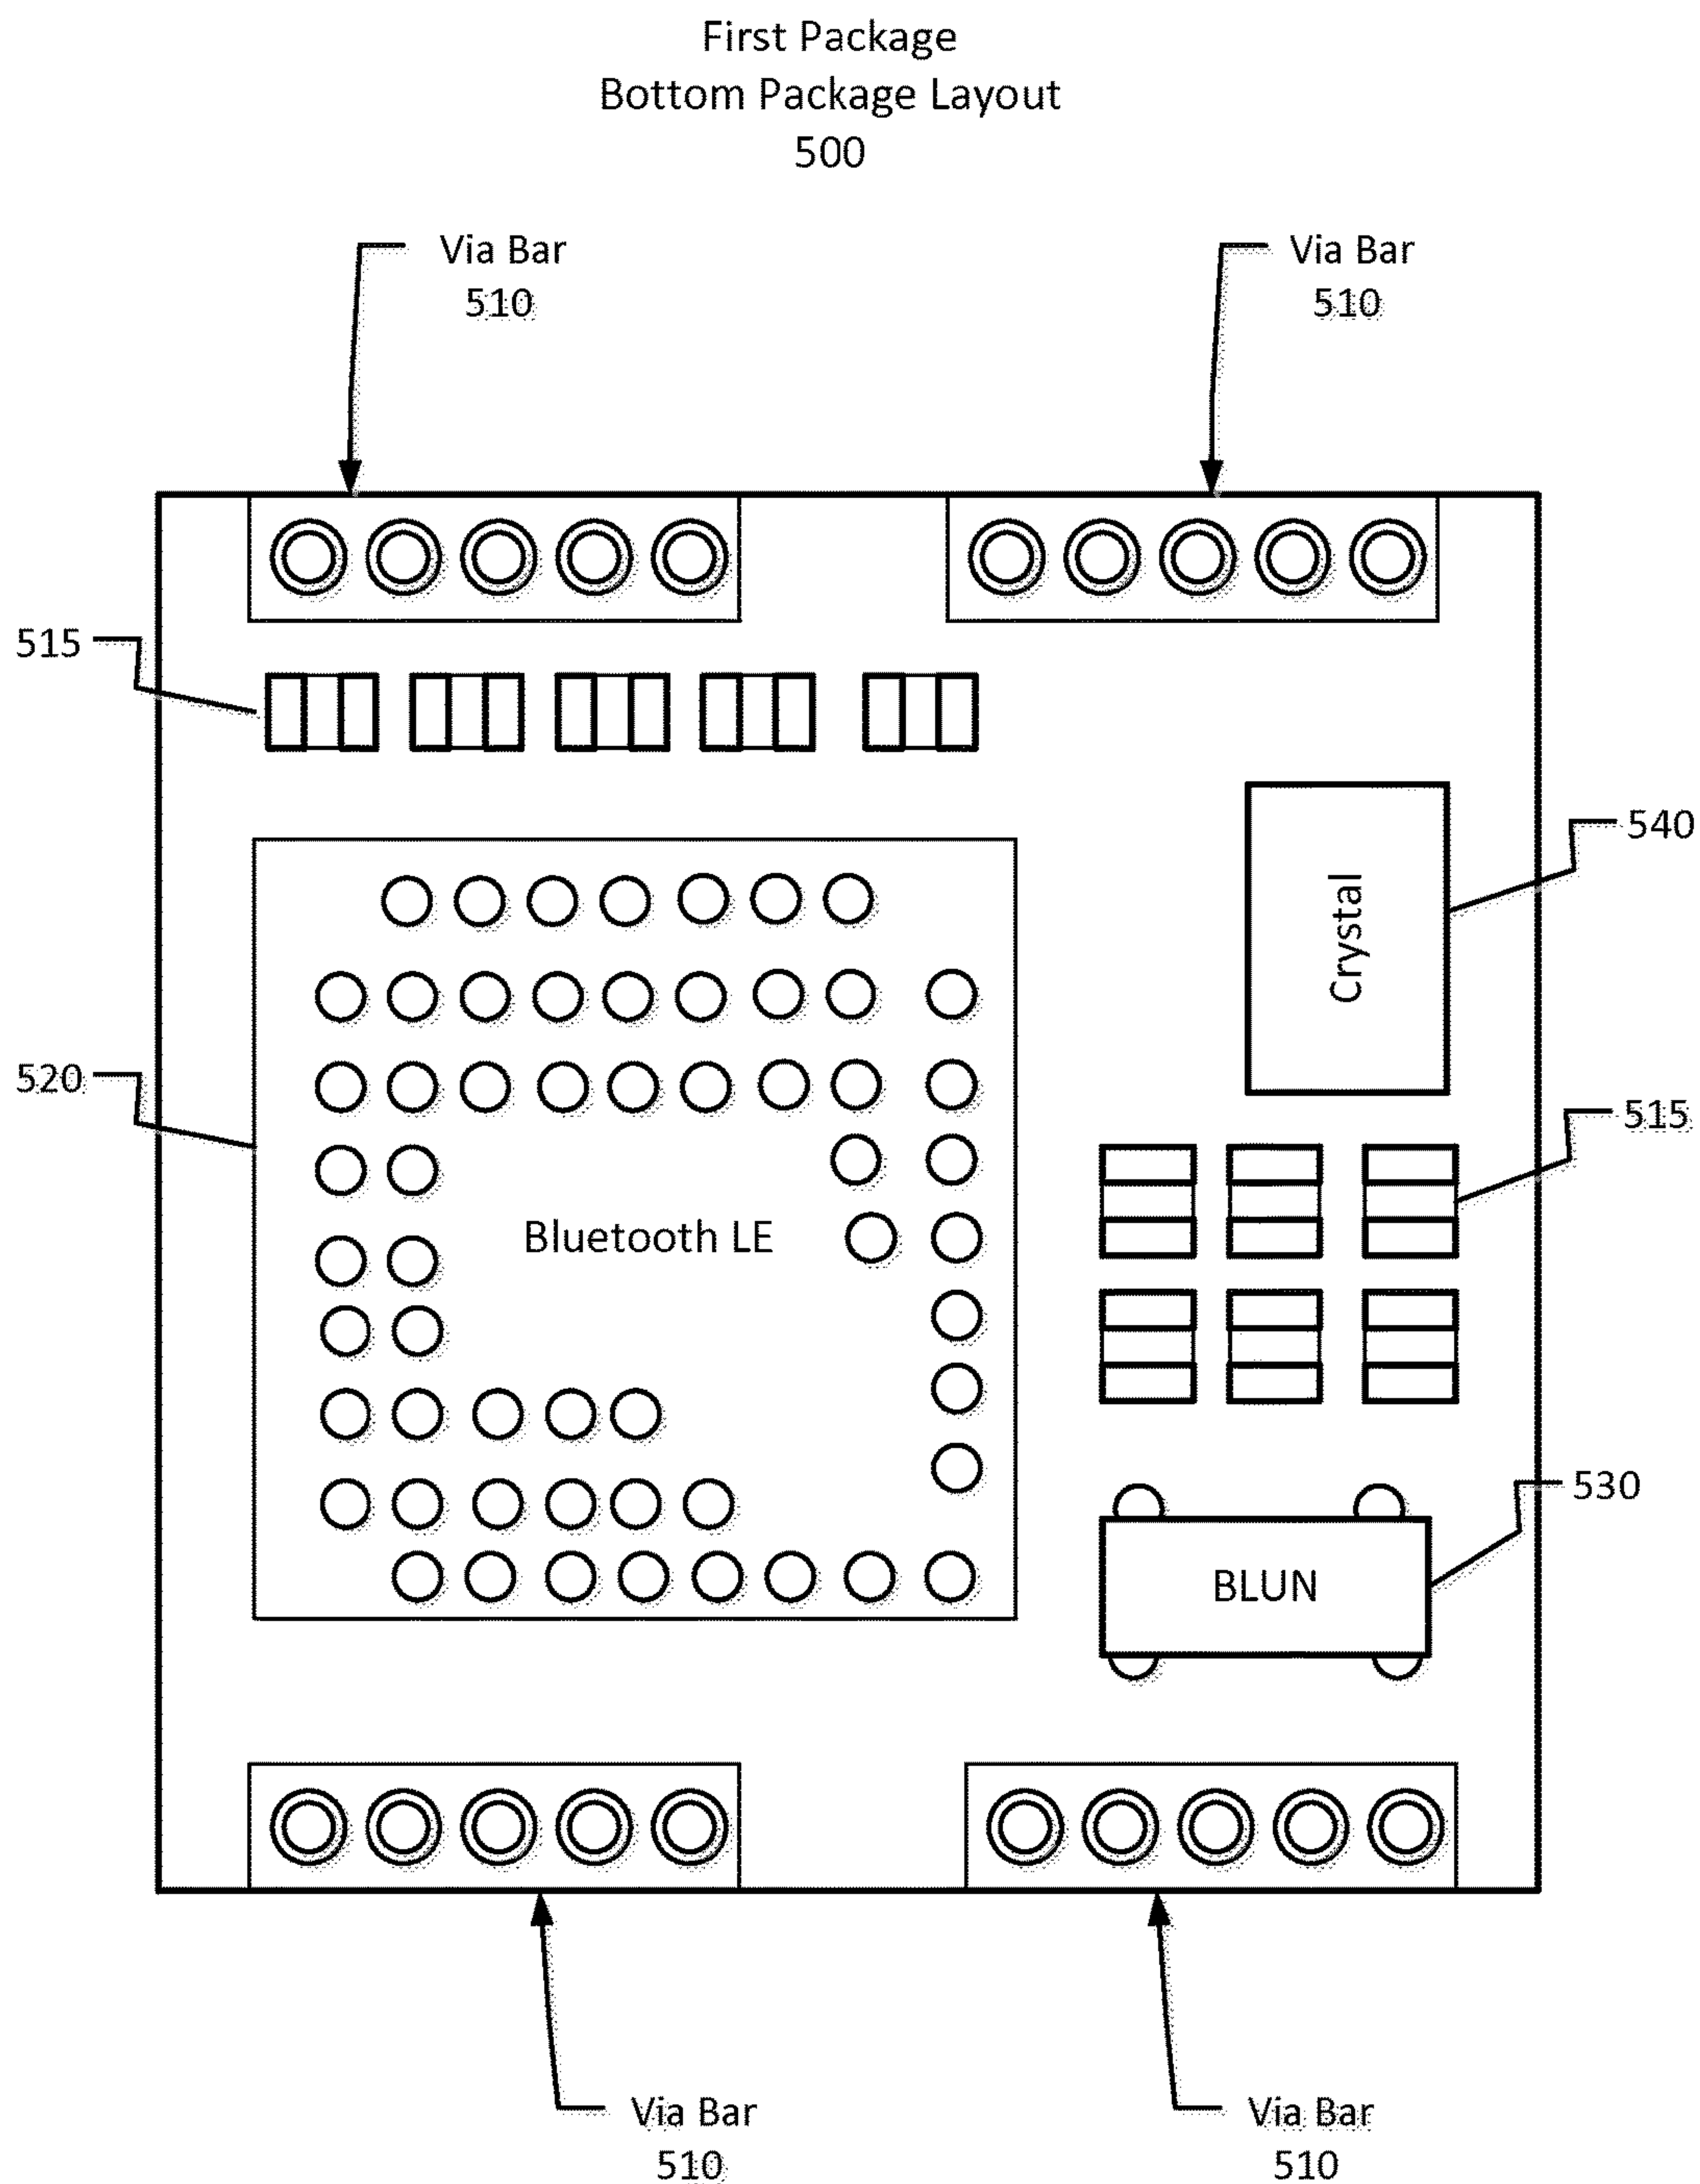 First Package
Bottom Package Layout
500
Via Bar
510
Via Bar
510
515
540
Crystal
520
515
Bluetooth LE
530
BLUN
Via Bar
510
Via Bar
510